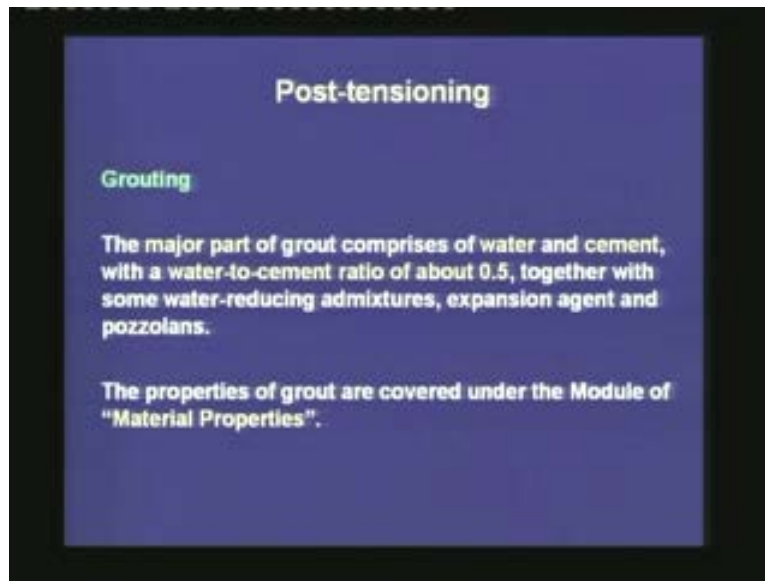 Post-tensioning
Grouting
The major part of grout comprises of water and cement,
with a water-to-cement ratio of about 0.5, together with
some water-reducing admixtures, expansion agent and
pozzolans.
The properties of grout are covered under the Module of
“Material Properties”.